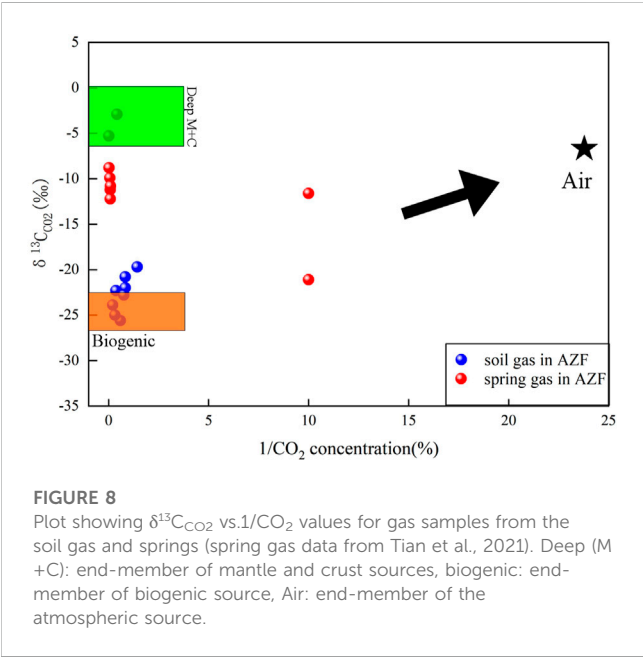 5
0
-5
-10
-15
-20
-25
-30
-35
δ ¹³C_CO2 (‰)
Deep M+C
Biogenic
Air
soil gas in AZF
spring gas in AZF
0 5 10 15 20 25
1/CO₂ concentration(%)
FIGURE 8
Plot showing δ¹³C_CO2 vs.1/CO₂ values for gas samples from the
soil gas and springs (spring gas data from Tian et al., 2021). Deep (M
+C): end-member of mantle and crust sources, biogenic: end-
member of biogenic source, Air: end-member of the
atmospheric source.